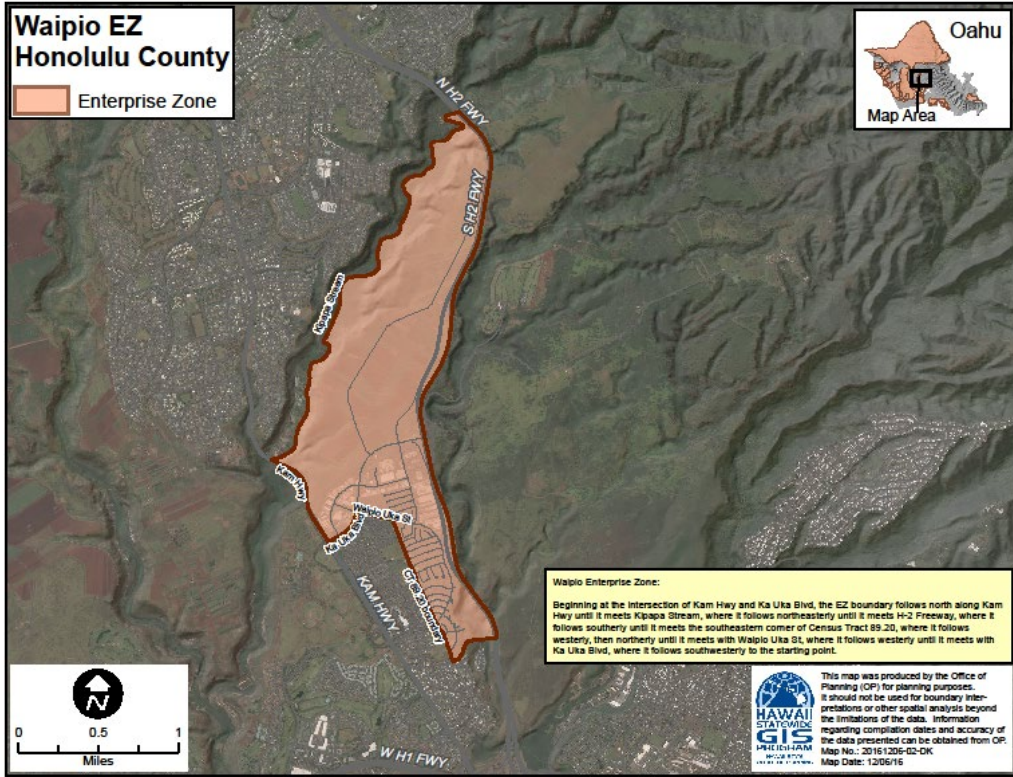 Waipio EZ
Honolulu County
Enterprise Zone
Oahu
Map Area
N H2 FWY
S H2 FWY
Kipapa Stream
Kam Hwy
Waipio Uka St
Ka Uka Blvd
KAM HWY
CT 89.20 boundary
W H1 FWY
Waipio Enterprise Zone:
Beginning at the intersection of Kam Hwy and Ka Uka Blvd, the EZ boundary follows north along Kam
Hwy until it meets Kipapa Stream, where it follows northeasterly until it meets H-2 Freeway, where it
follows southerly until it meets the southeastern corner of Census Tract 89.20, where it follows
westerly, then northerly until it meets with Waipio Uka St, where it follows westerly until it meets with
Ka Uka Blvd, where it follows southwesterly to the starting point.
N
0 0.5 1
Miles
HAWAII
STATEWIDE
GIS
PROGRAM
This map was produced by the Office of
Planning (OP) for planning purposes.
It should not be used for boundary inter-
pretations or other spatial analysis beyond
the limitations of the data. Information
regarding compilation dates and accuracy of
the data presented can be obtained from OP.
Map No.: 20161206-02-DK
Map Date: 12/06/16